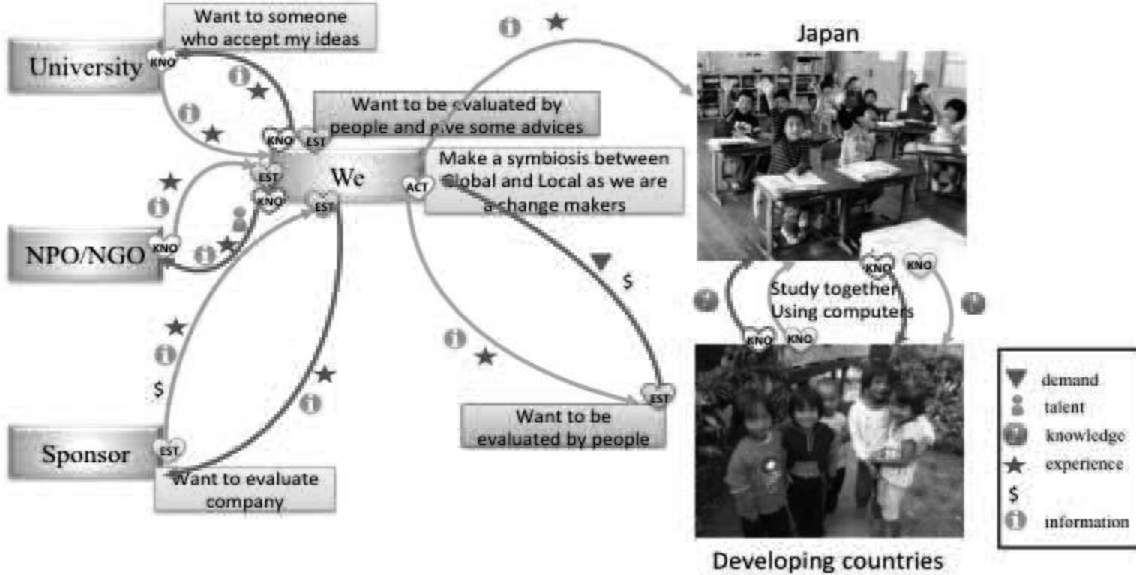 Want to someone
who accept my ideas
University
KNO
Want to be evaluated by
people and give some advices
KNO
EST
We
EST
KNO
EST
ACT
Make a symbiosis between
Global and Local as we are
a change makers
NPO/NGO
KNO
$
Sponsor
EST
$
Want to evaluate
company
EST
Want to be
evaluated by people
Japan
KNO
KNO
Study together
Using computers
KNO
KNO
Developing countries
demand
talent
knowledge
experience
$
information